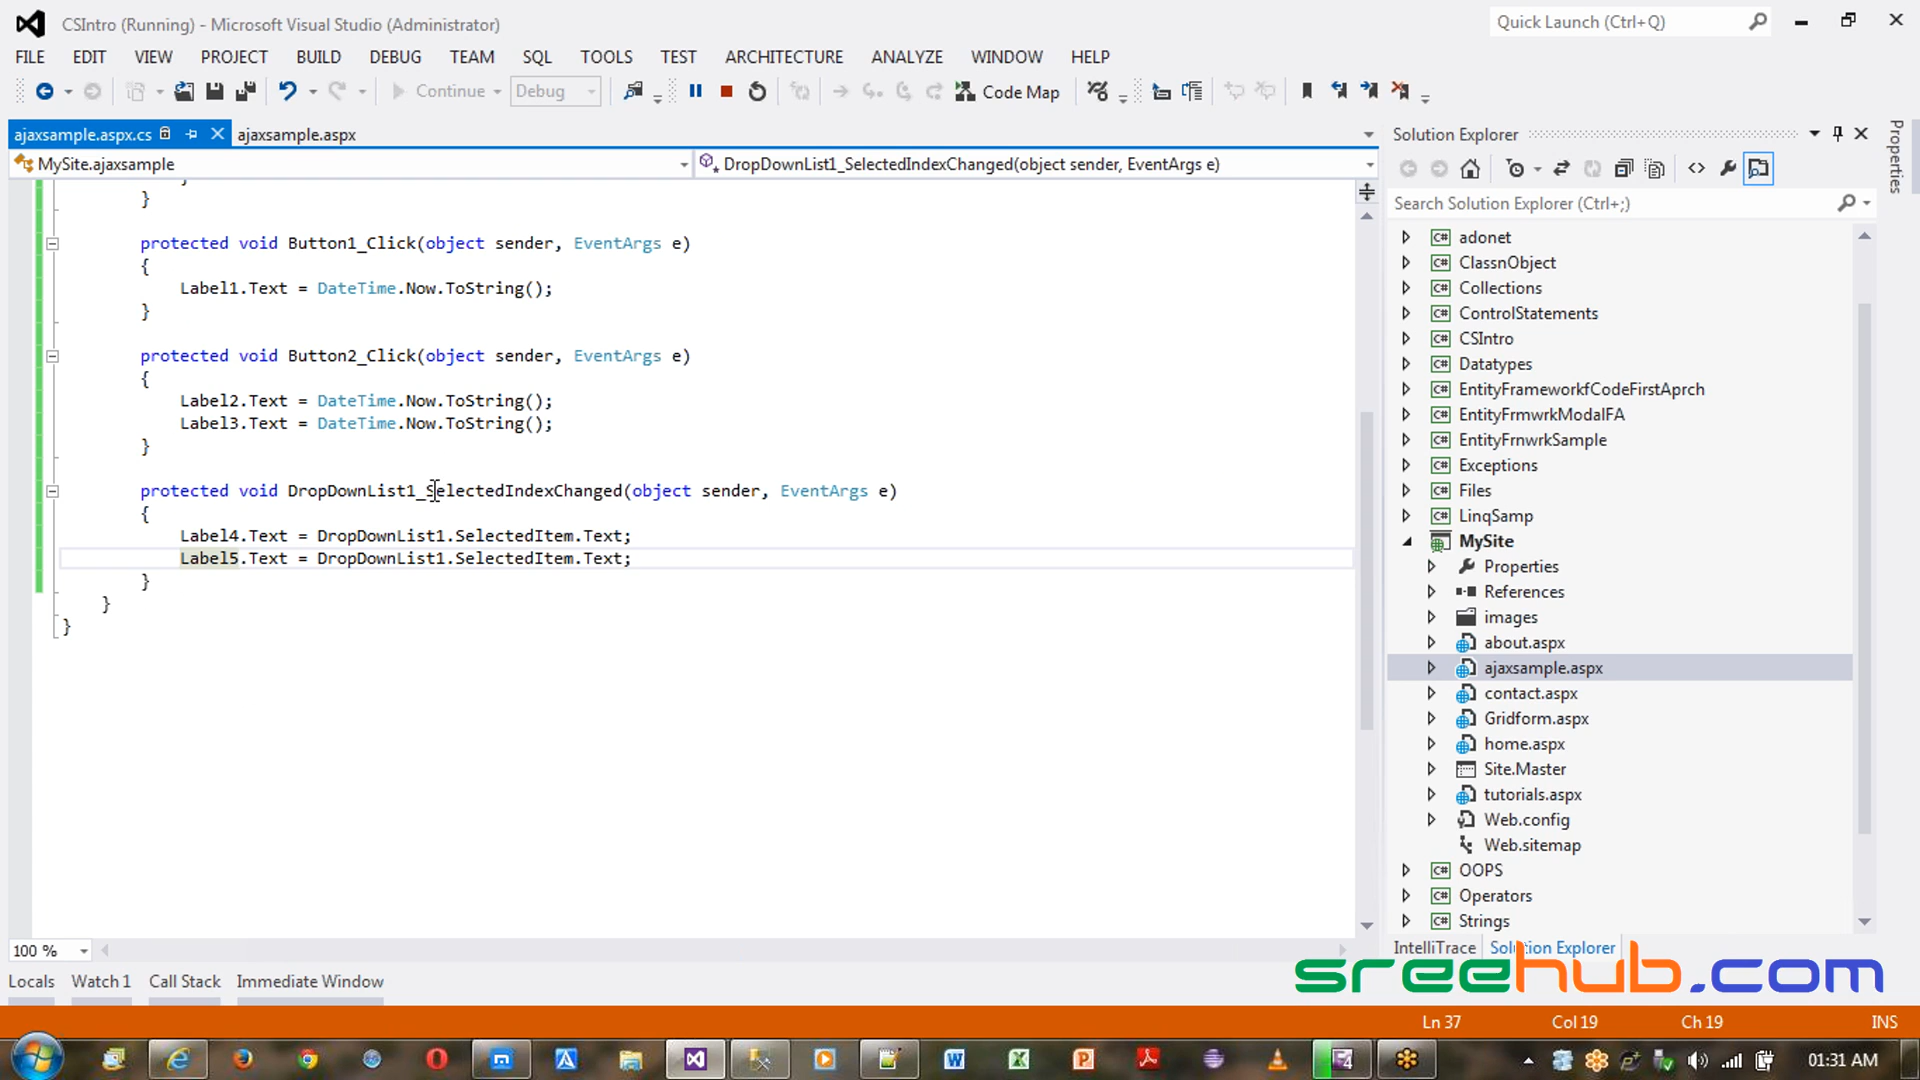 CSIntro (Running) - Microsoft Visual Studio (Administrator)
Quick Launch (Ctrl+Q)
FILE EDIT VIEW PROJECT BUILD DEBUG TEAM SQL TOOLS TEST ARCHITECTURE ANALYZE WINDOW HELP
Continue Debug Code Map
ajaxsample.aspx.cs ajaxsample.aspx
MySite.ajaxsample DropDownList1_SelectedIndexChanged(object sender, EventArgs e)
}
}
protected void Button1_Click(object sender, EventArgs e)
{
Label1.Text = DateTime.Now.ToString();
}
protected void Button2_Click(object sender, EventArgs e)
{
Label2.Text = DateTime.Now.ToString();
Label3.Text = DateTime.Now.ToString();
}
protected void DropDownList1_SelectedIndexChanged(object sender, EventArgs e)
{
Label4.Text = DropDownList1.SelectedItem.Text;
Label5.Text = DropDownList1.SelectedItem.Text;
}
}
}
100 %
Locals Watch 1 Call Stack Immediate Window
Solution Explorer
Search Solution Explorer (Ctrl+;)
C# adonet
C# ClassnObject
C# Collections
C# ControlStatements
C# CSIntro
C# Datatypes
C# EntityFrameworkfCodeFirstAprch
C# EntityFrmwrkModalFA
C# EntityFrnwrkSample
C# Exceptions
C# Files
C# LinqSamp
MySite
Properties
References
images
about.aspx
ajaxsample.aspx
contact.aspx
Gridform.aspx
home.aspx
Site.Master
tutorials.aspx
Web.config
Web.sitemap
C# OOPS
C# Operators
C# Strings
IntelliTrace Solution Explorer
Properties
sreehub.com
Ln 37 Col 19 Ch 19 INS
01:31 AM